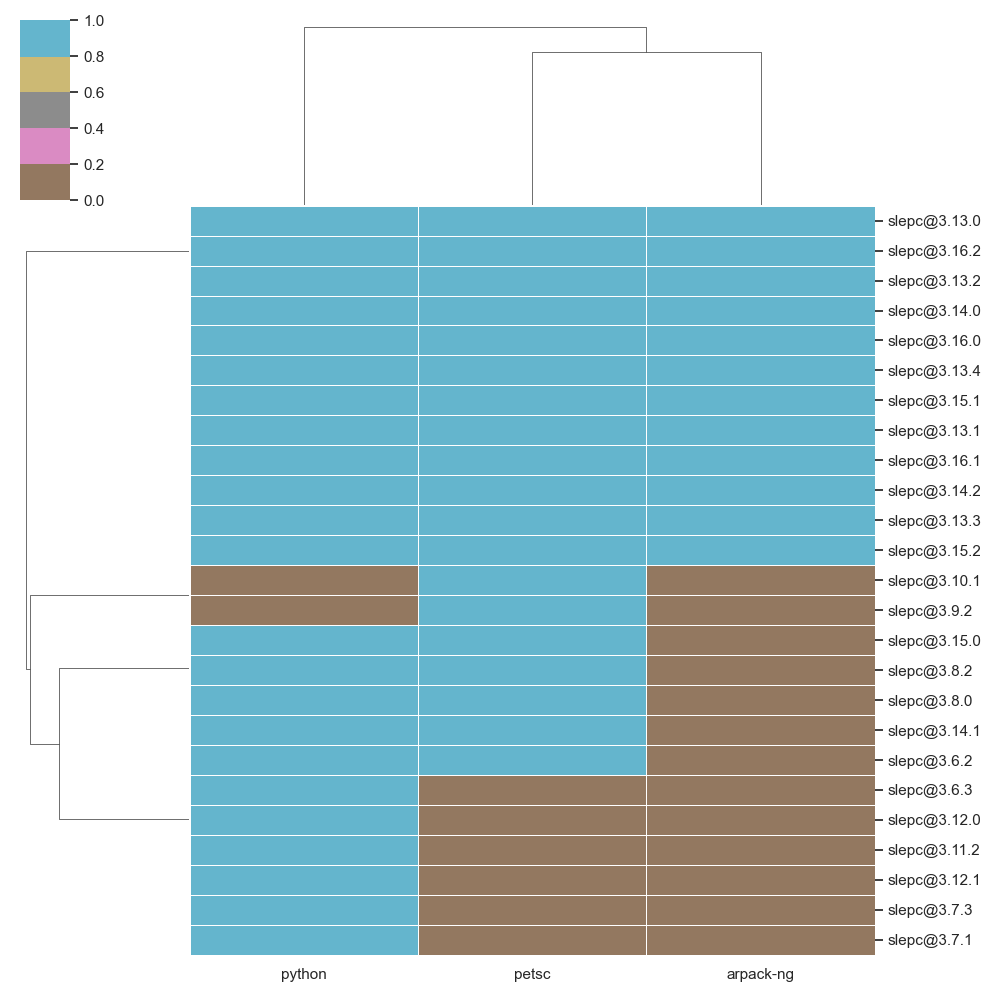 1.0
0.8
0.6
0.4
0.2
0.0
slepc@3.13.0
slepc@3.16.2
slepc@3.13.2
slepc@3.14.0
slepc@3.16.0
slepc@3.13.4
slepc@3.15.1
slepc@3.13.1
slepc@3.16.1
slepc@3.14.2
slepc@3.13.3
slepc@3.15.2
slepc@3.10.1
slepc@3.9.2
slepc@3.15.0
slepc@3.8.2
slepc@3.8.0
slepc@3.14.1
slepc@3.6.2
slepc@3.6.3
slepc@3.12.0
slepc@3.11.2
slepc@3.12.1
slepc@3.7.3
slepc@3.7.1
python petsc arpack-ng